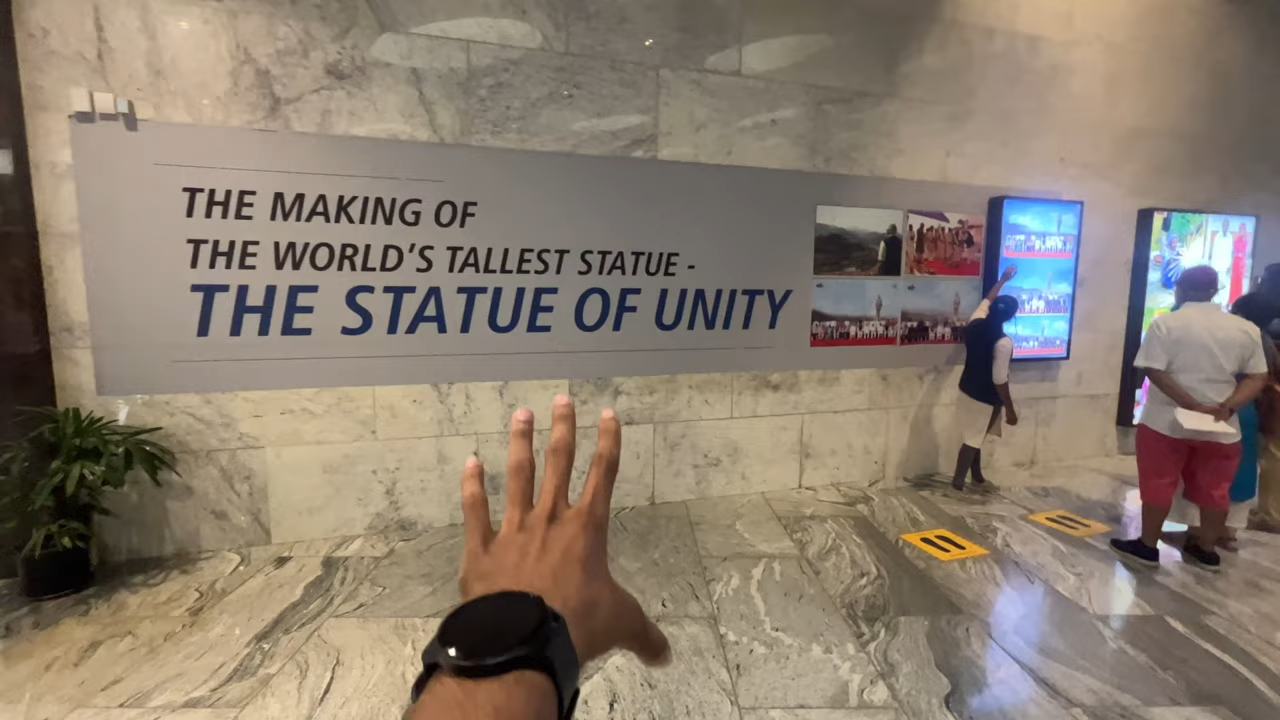 THE MAKING OF
THE WORLD'S TALLEST STATUE -
THE STATUE OF UNITY